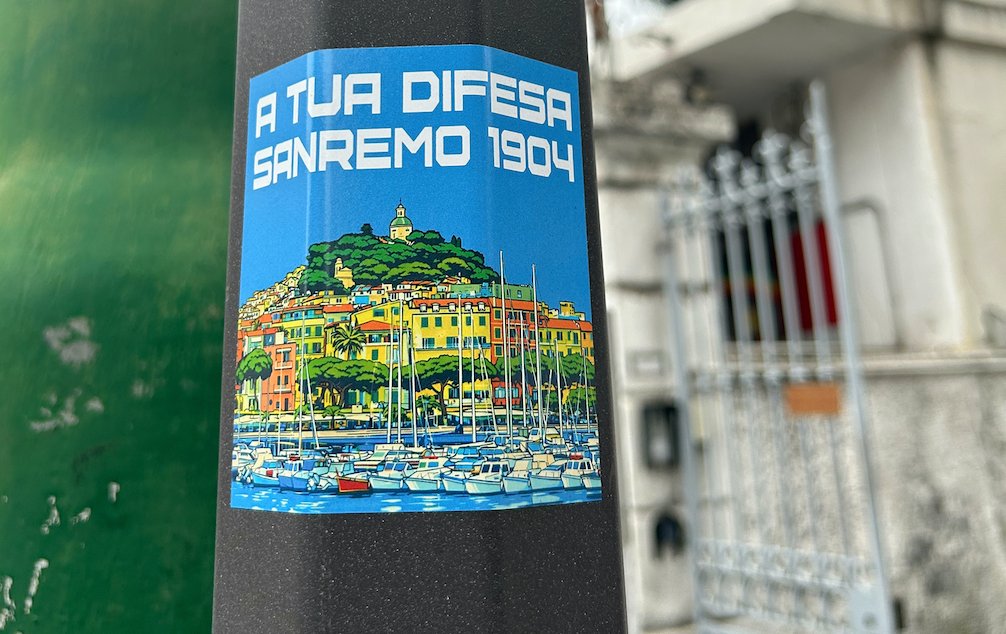 A TUA DIFESA
SANREMO 1904